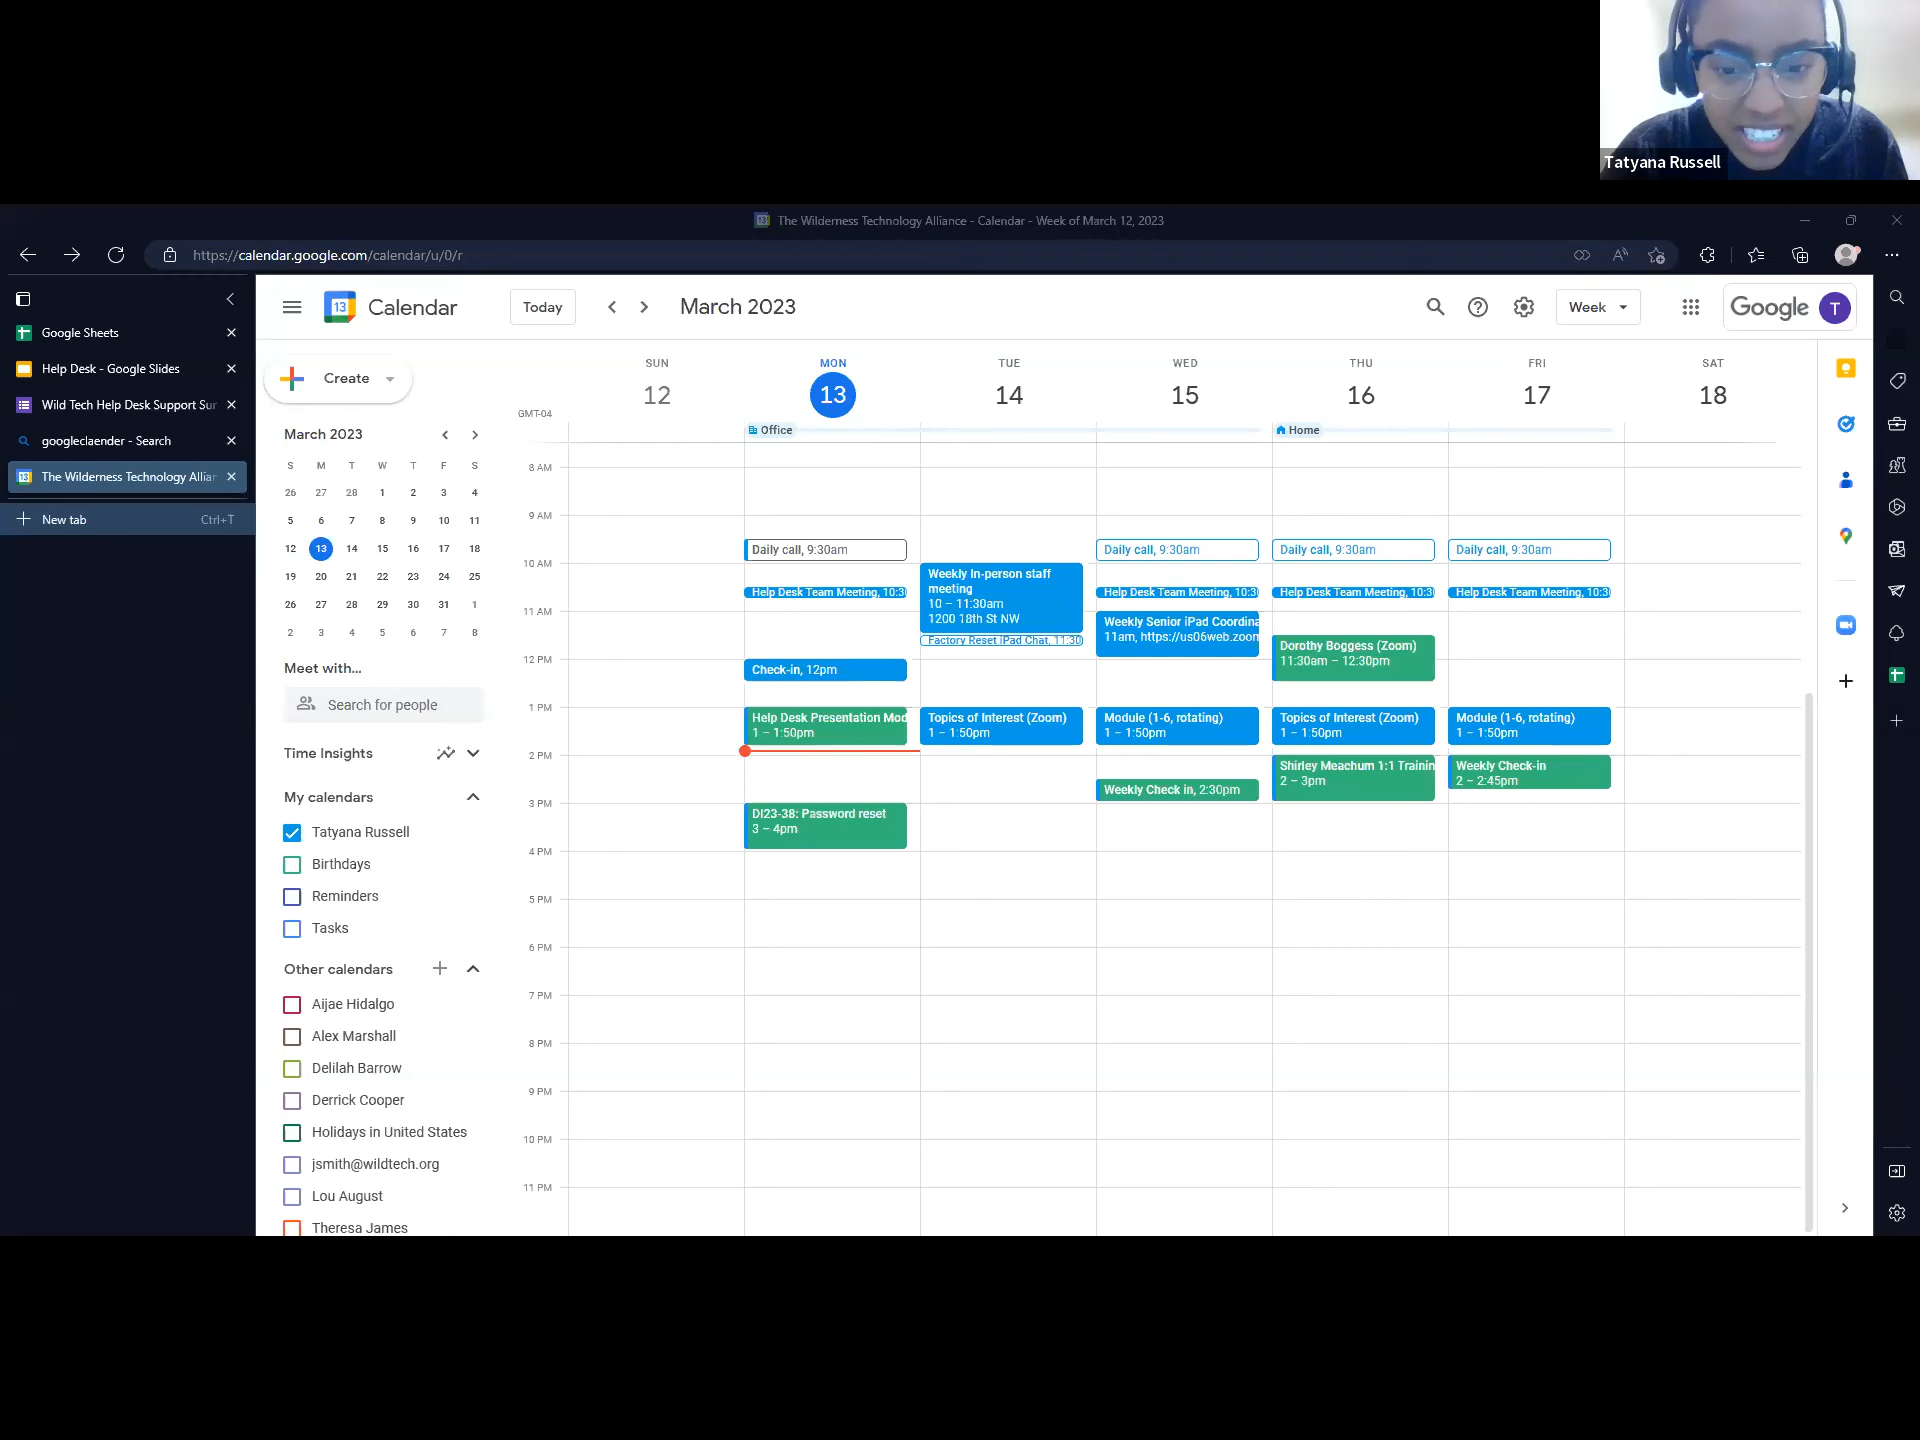 Tatyana Russell
The Wilderness Technology Alliance - Calendar - Week of March 12, 2023
https://calendar.google.com/calendar/u/0/r
Google Sheets
Help Desk - Google Slides
Wild Tech Help Desk Support Sur
googleclaender - Search
The Wilderness Technology Allian
New tab Ctrl+T
13 Calendar Today March 2023 Week Google T
Create
March 2023
S M T W T F S
26 27 28 1 2 3 4
5 6 7 8 9 10 11
12 13 14 15 16 17 18
19 20 21 22 23 24 25
26 27 28 29 30 31 1
2 3 4 5 6 7 8
Meet with...
Search for people
Time Insights
My calendars
Tatyana Russell
Birthdays
Reminders
Tasks
Other calendars
Aijae Hidalgo
Alex Marshall
Delilah Barrow
Derrick Cooper
Holidays in United States
jsmith@wildtech.org
Lou August
Theresa James
SUN MON TUE WED THU FRI SAT
12 13 14 15 16 17 18
GMT-04
Office Home
8 AM
9 AM
10 AM
11 AM
12 PM
1 PM
2 PM
3 PM
4 PM
5 PM
6 PM
7 PM
8 PM
9 PM
10 PM
11 PM
Daily call, 9:30am
Help Desk Team Meeting, 10:30
Check-in, 12pm
Help Desk Presentation Mod
1 – 1:50pm
DI23-38: Password reset
3 – 4pm
Weekly In-person staff
meeting
10 – 11:30am
1200 18th St NW
Factory Reset iPad Chat, 11:30
Topics of Interest (Zoom)
1 – 1:50pm
Daily call, 9:30am
Help Desk Team Meeting, 10:30
Weekly Senior iPad Coordina
11am, https://us06web.zoom
Module (1-6, rotating)
1 – 1:50pm
Weekly Check in, 2:30pm
Daily call, 9:30am
Help Desk Team Meeting, 10:30
Dorothy Boggess (Zoom)
11:30am – 12:30pm
Topics of Interest (Zoom)
1 – 1:50pm
Shirley Meachum 1:1 Trainin
2 – 3pm
Daily call, 9:30am
Help Desk Team Meeting, 10:30
Module (1-6, rotating)
1 – 1:50pm
Weekly Check-in
2 – 2:45pm